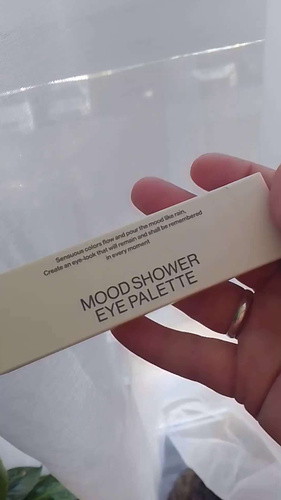 Sensuous colors flow and pour the mood like rain.
Create an eye-look that will remain and shall be remembered
in every moment
MOOD SHOWER
EYE PALETTE